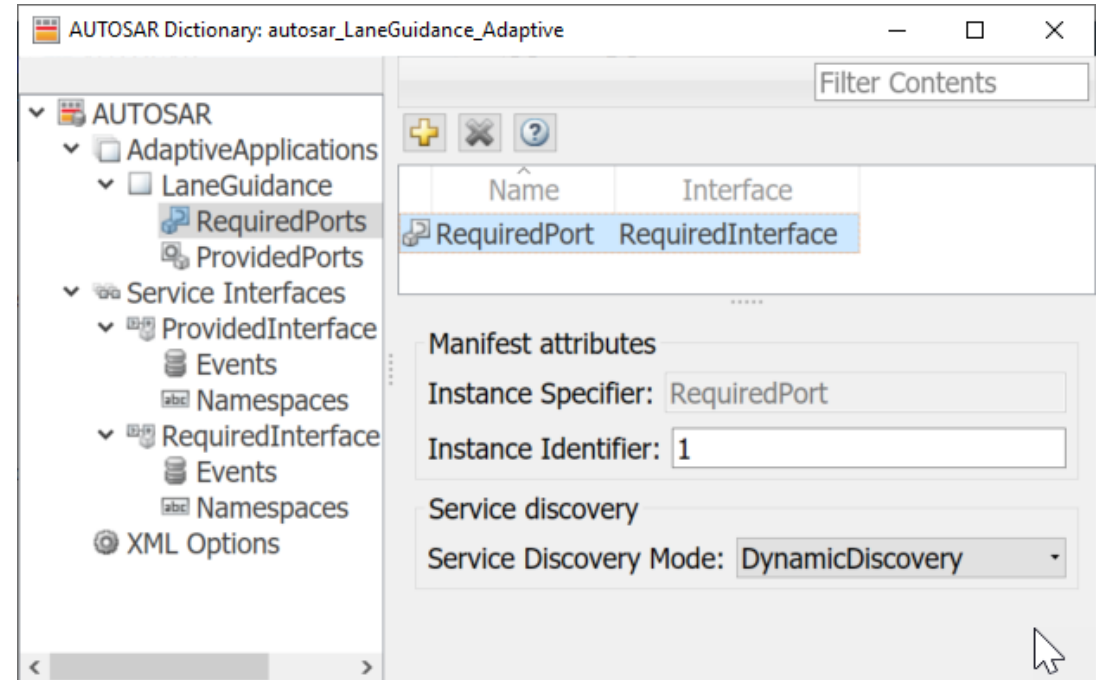 AUTOSAR Dictionary: autosar_LaneGuidance_Adaptive
Filter Contents
AUTOSAR
AdaptiveApplications
LaneGuidance
RequiredPorts
ProvidedPorts
Service Interfaces
ProvidedInterface
Events
abc Namespaces
RequiredInterface
Events
abc Namespaces
XML Options
Name Interface
RequiredPort RequiredInterface
Manifest attributes
Instance Specifier: RequiredPort
Instance Identifier: 1
Service discovery
Service Discovery Mode: DynamicDiscovery